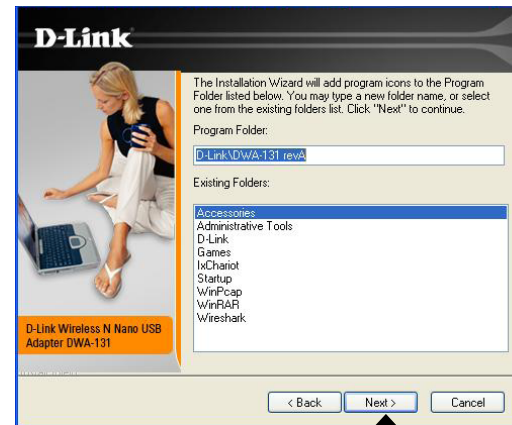 D-Link
The Installation Wizard will add program icons to the Program
Folder listed below. You may type a new folder name, or select
one from the existing folders list. Click "Next" to continue.
Program Folder:
D-Link\DWA-131 revA
Existing Folders:
Accessories
Administrative Tools
D-Link
Games
IxChariot
Startup
WinPcap
WinRAR
Wireshark
D-Link Wireless N Nano USB
Adapter DWA-131
< Back
Next >
Cancel